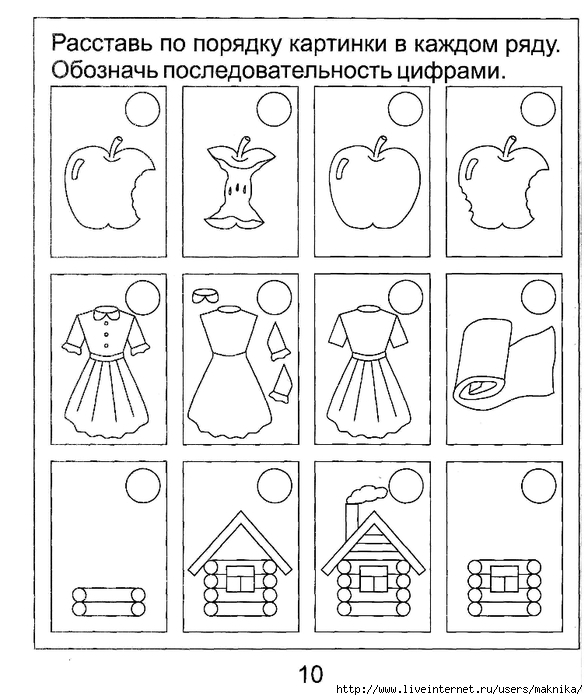 Расставь по порядку картинки в каждом ряду.
Обозначь последовательность цифрами.
10
http://www.liveinternet.ru/users/maknika/